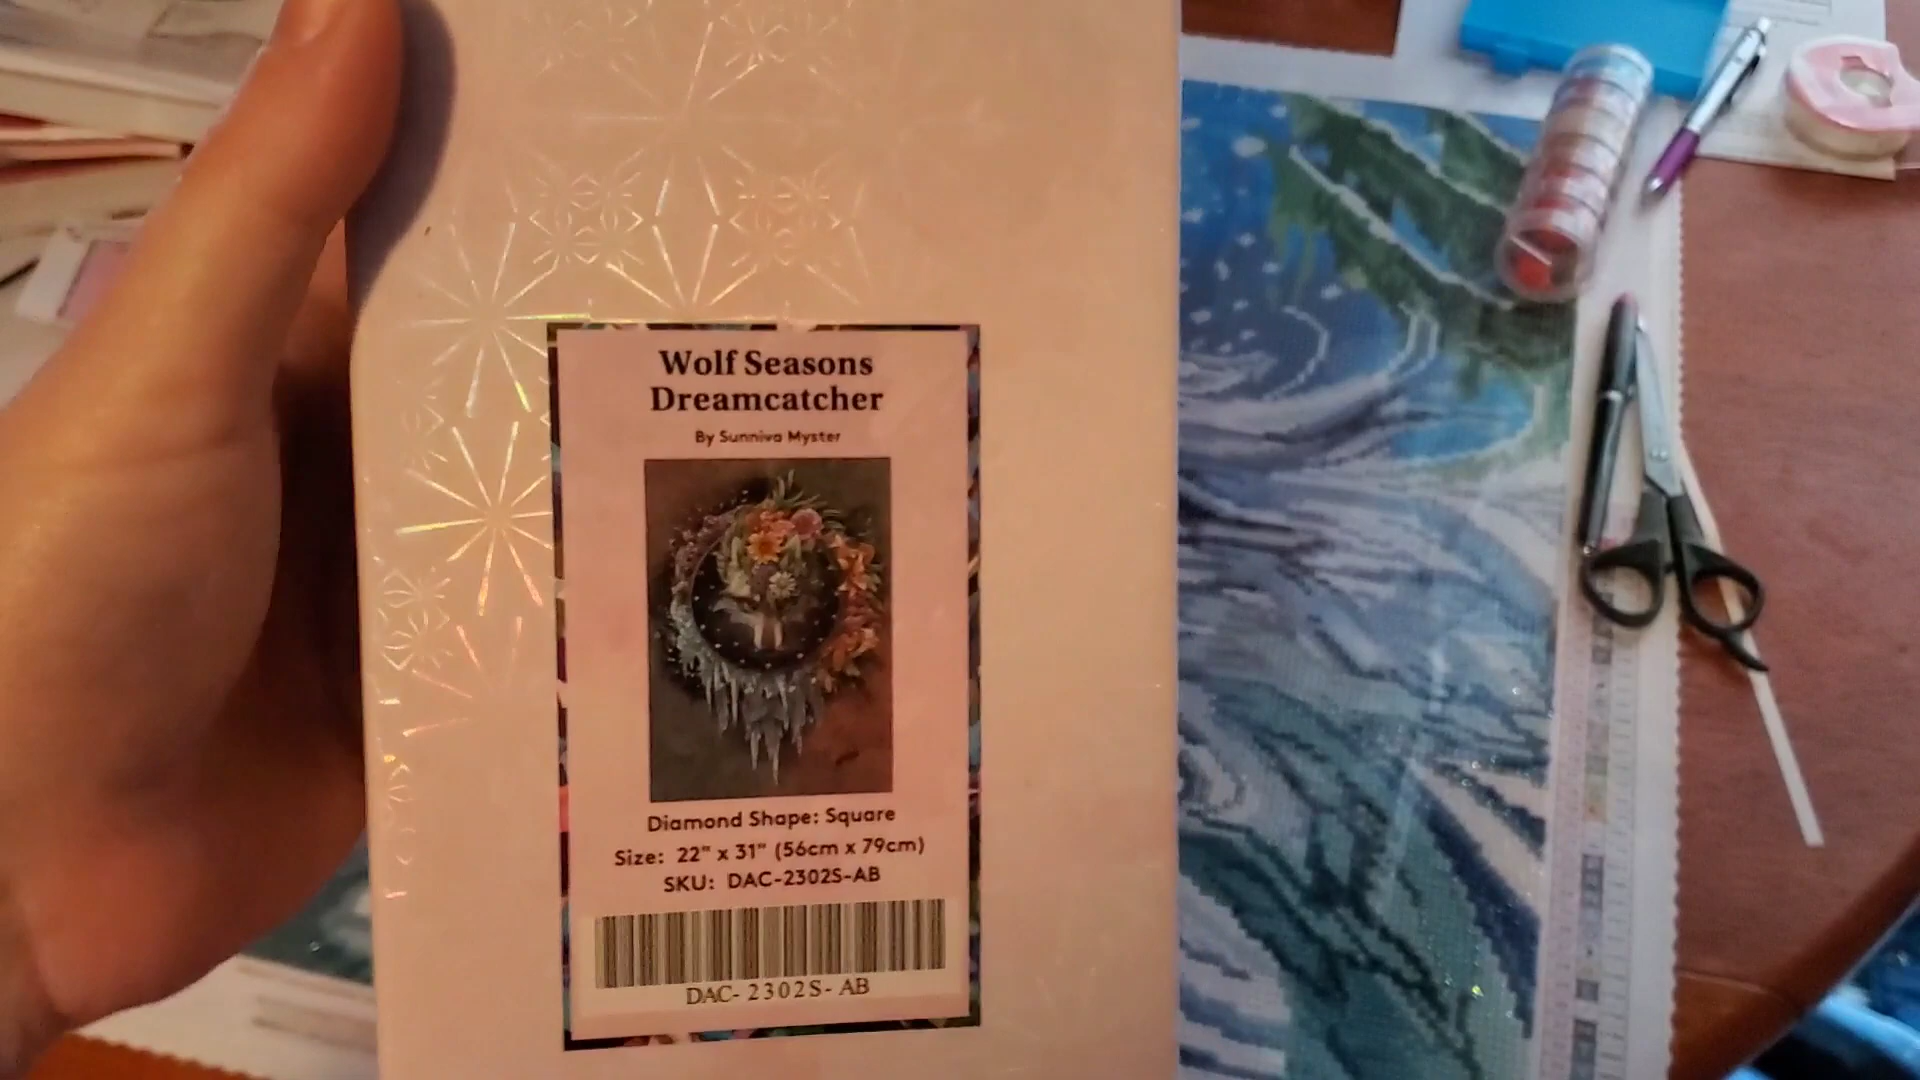 Wolf Seasons
Dreamcatcher
By Sunniva Myster
Diamond Shape: Square
Size: 22" x 31" (56cm x 79cm)
SKU: DAC-2302S-AB
DAC- 2302S- AB